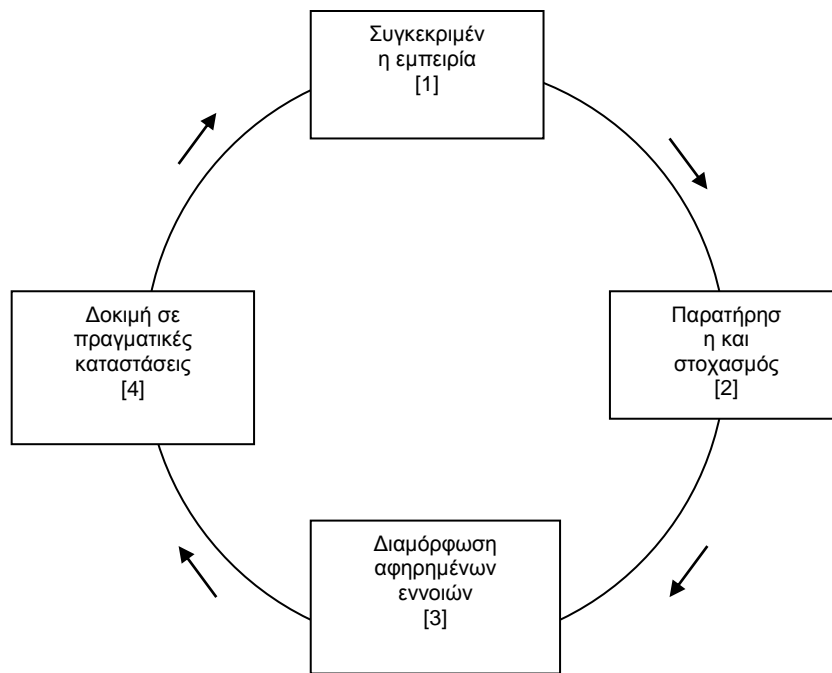 Συγκεκριμέν
η εμπειρία
[1]
Παρατήρησ
η και
στοχασμός
[2]
Διαμόρφωση
αφηρημένων
εννοιών
[3]
Δοκιμή σε
πραγματικές
καταστάσεις
[4]